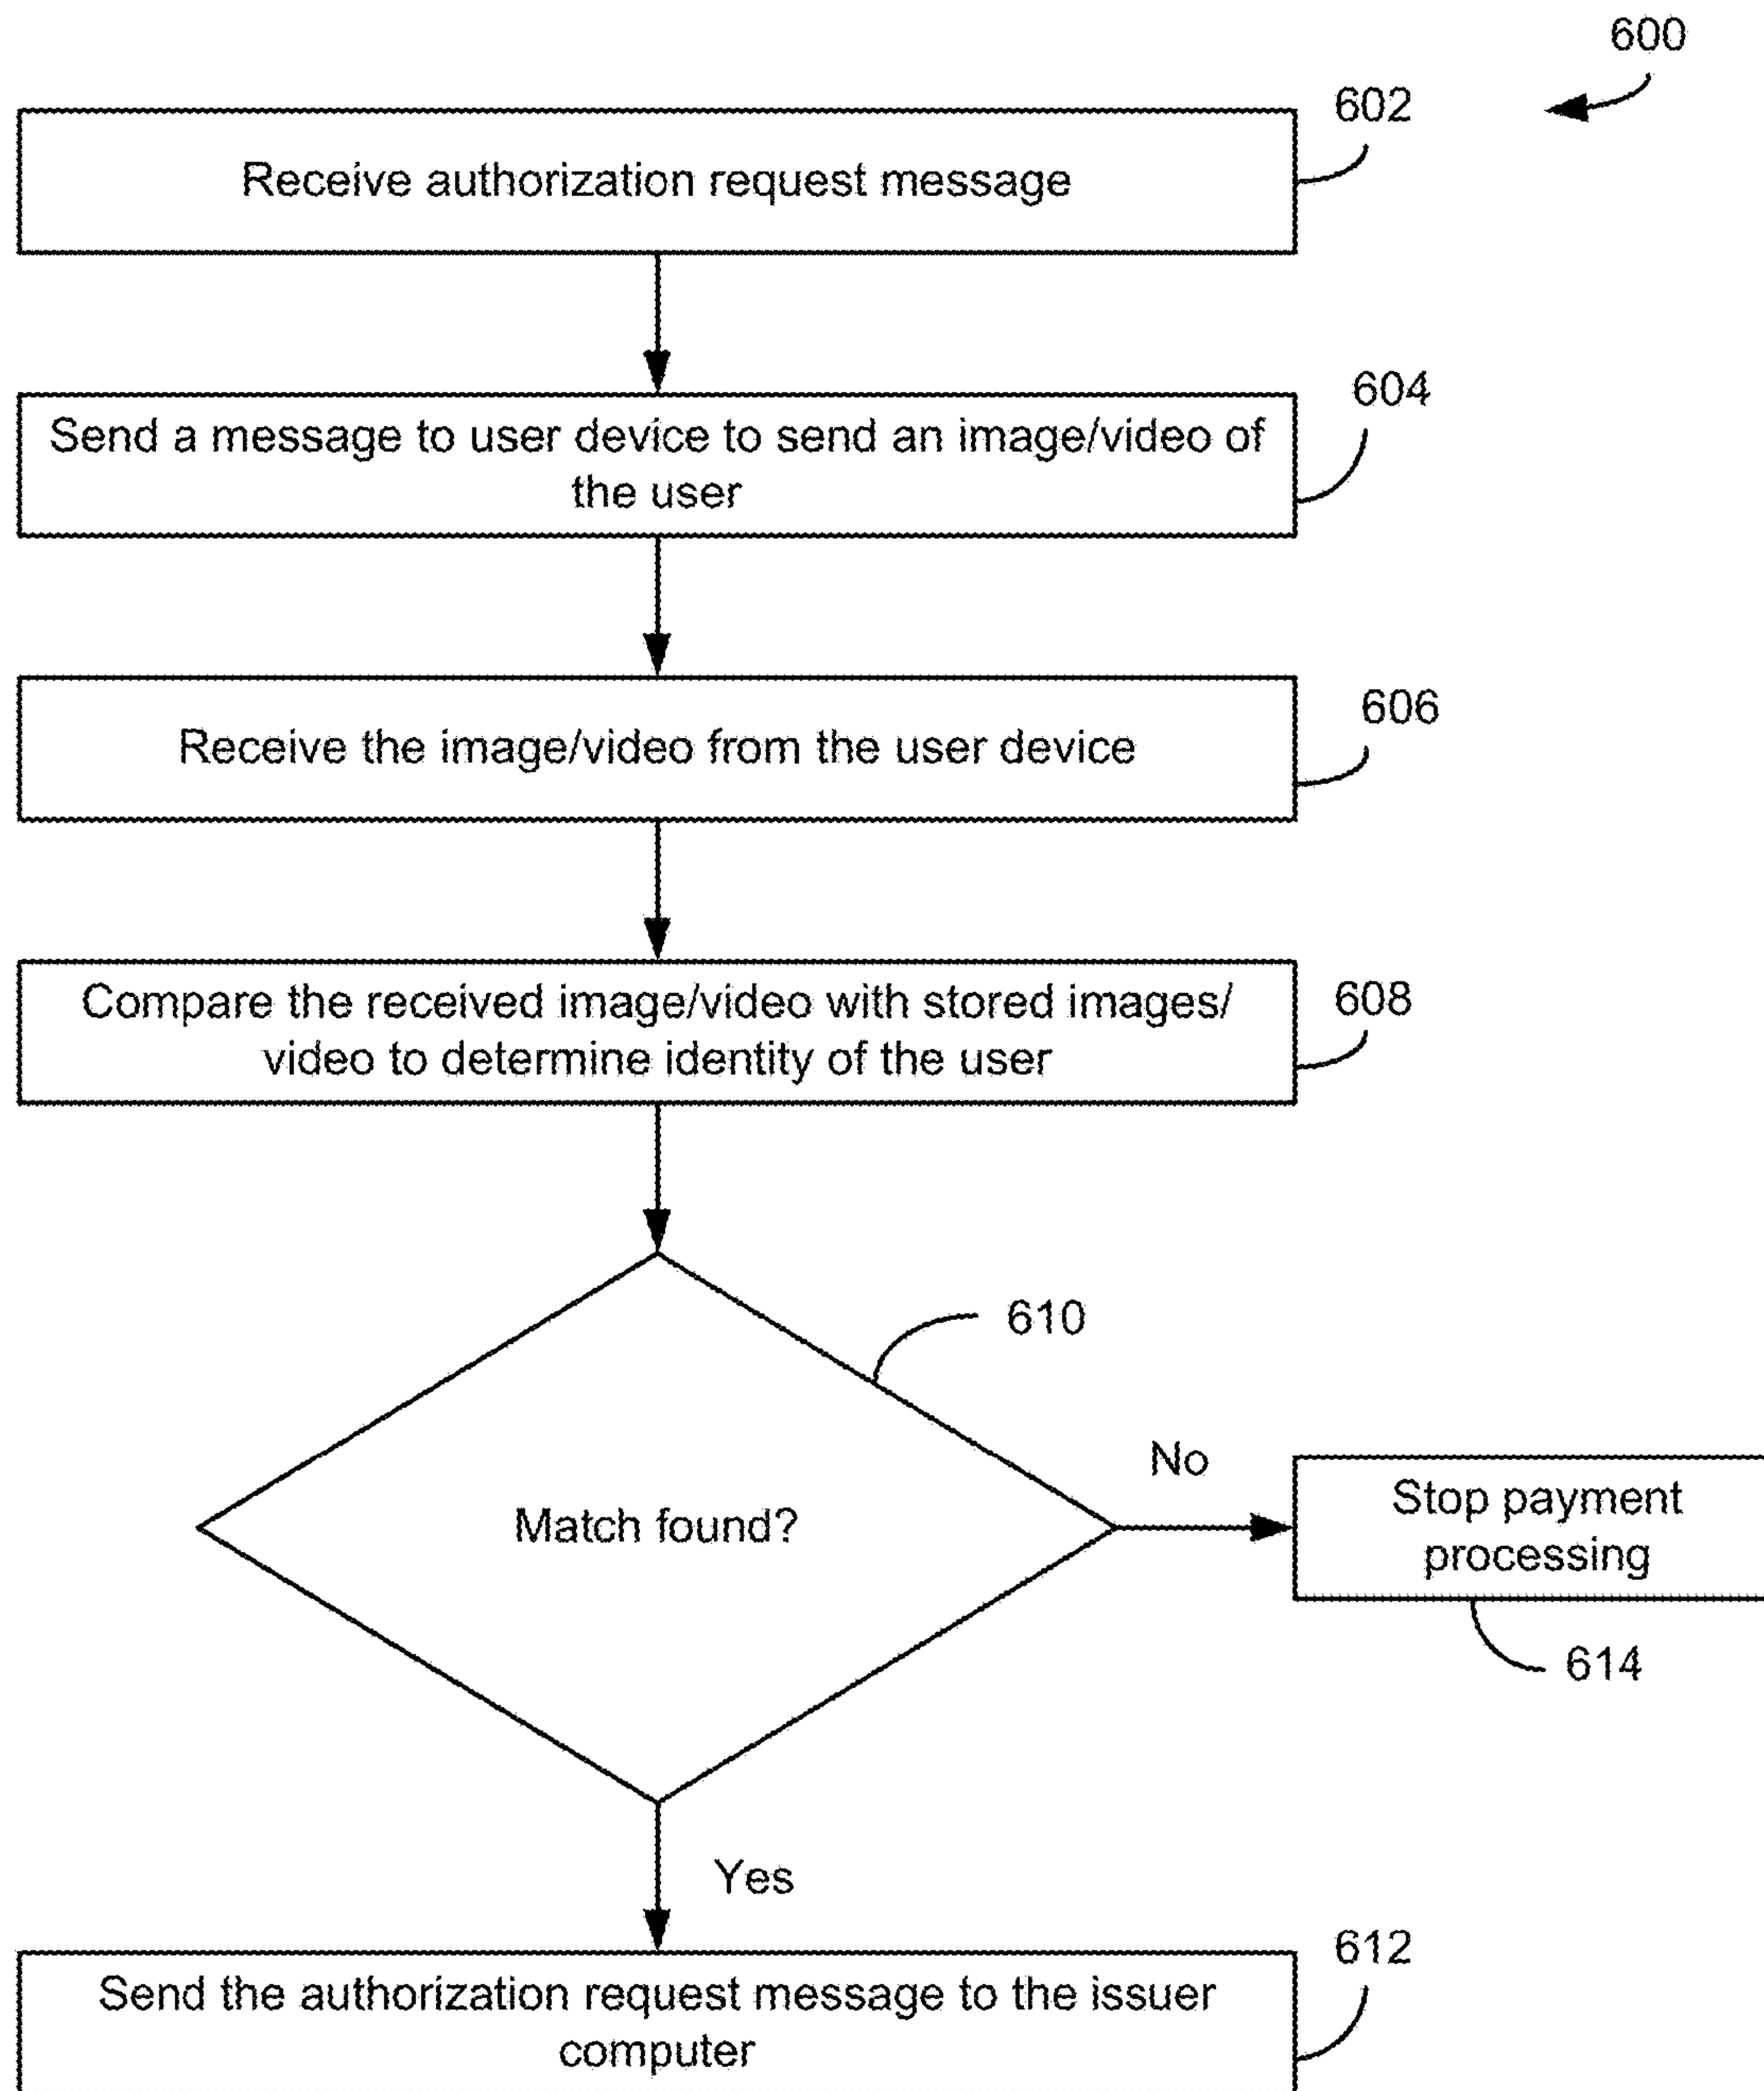 600
602
Receive authorization request message
604
Send a message to user device to send an image/video of
the user
606
Receive the image/video from the user device
608
Compare the received image/video with stored images/
video to determine identity of the user
610
Match found?
No
Stop payment
processing
614
Yes
612
Send the authorization request message to the issuer
computer